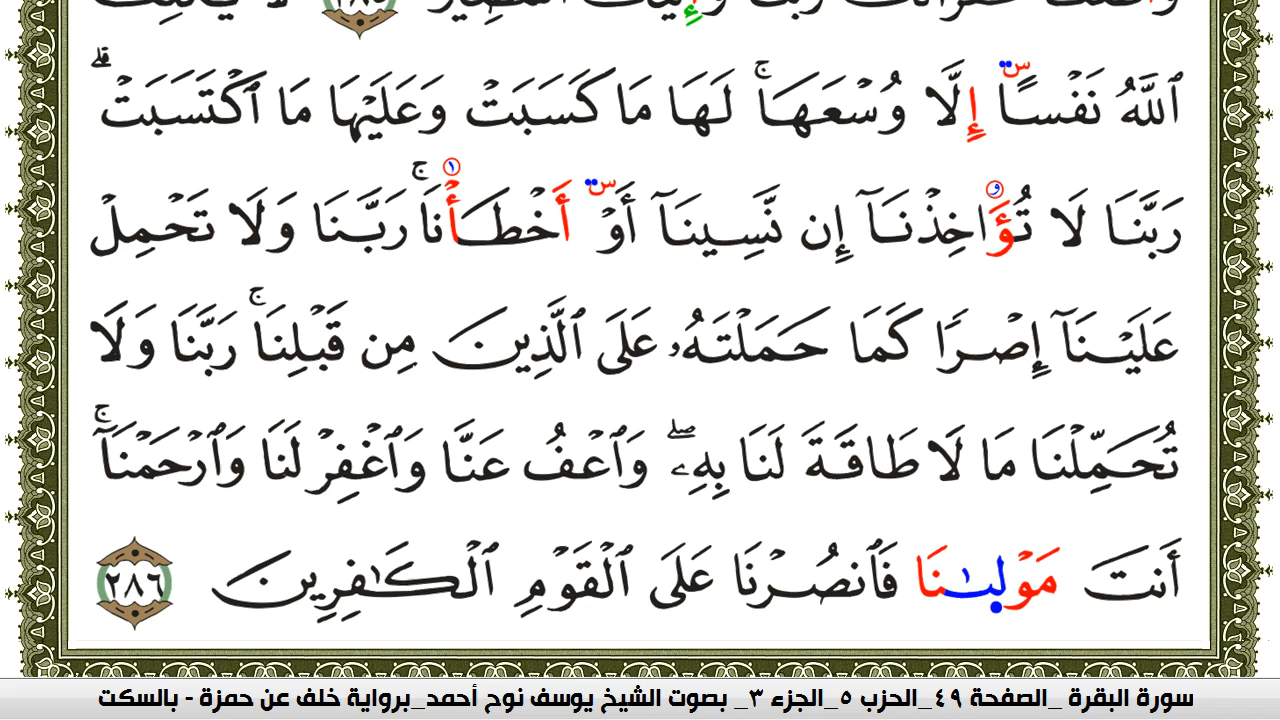 ٱللَّهُ نَفْسًا إِلَّا وُسْعَهَا ۚ لَهَا مَا كَسَبَتْ وَعَلَيْهَا مَا ٱكْتَسَبَتْ ۗ
رَبَّنَا لَا تُؤَاخِذْنَآ إِن نَّسِينَآ أَوْ أَخْطَأْنَا ۚ رَبَّنَا وَلَا تَحْمِلْ
عَلَيْنَآ إِصْرًا كَمَا حَمَلْتَهُۥ عَلَى ٱلَّذِينَ مِن قَبْلِنَا ۚ رَبَّنَا وَلَا
تُحَمِّلْنَا مَا لَا طَاقَةَ لَنَا بِهِۦ ۖ وَٱعْفُ عَنَّا وَٱغْفِرْ لَنَا وَٱرْحَمْنَآ ۚ
أَنتَ مَوْلَىٰنَا فَٱنصُرْنَا عَلَى ٱلْقَوْمِ ٱلْكَٰفِرِينَ ٢٨٦
سورة البقرة _الصفحة ٤٩_الحزب ٥_الجزء ٣_ بصوت الشيخ يوسف نوح أحمد_برواية خلف عن حمزة - بالسكت